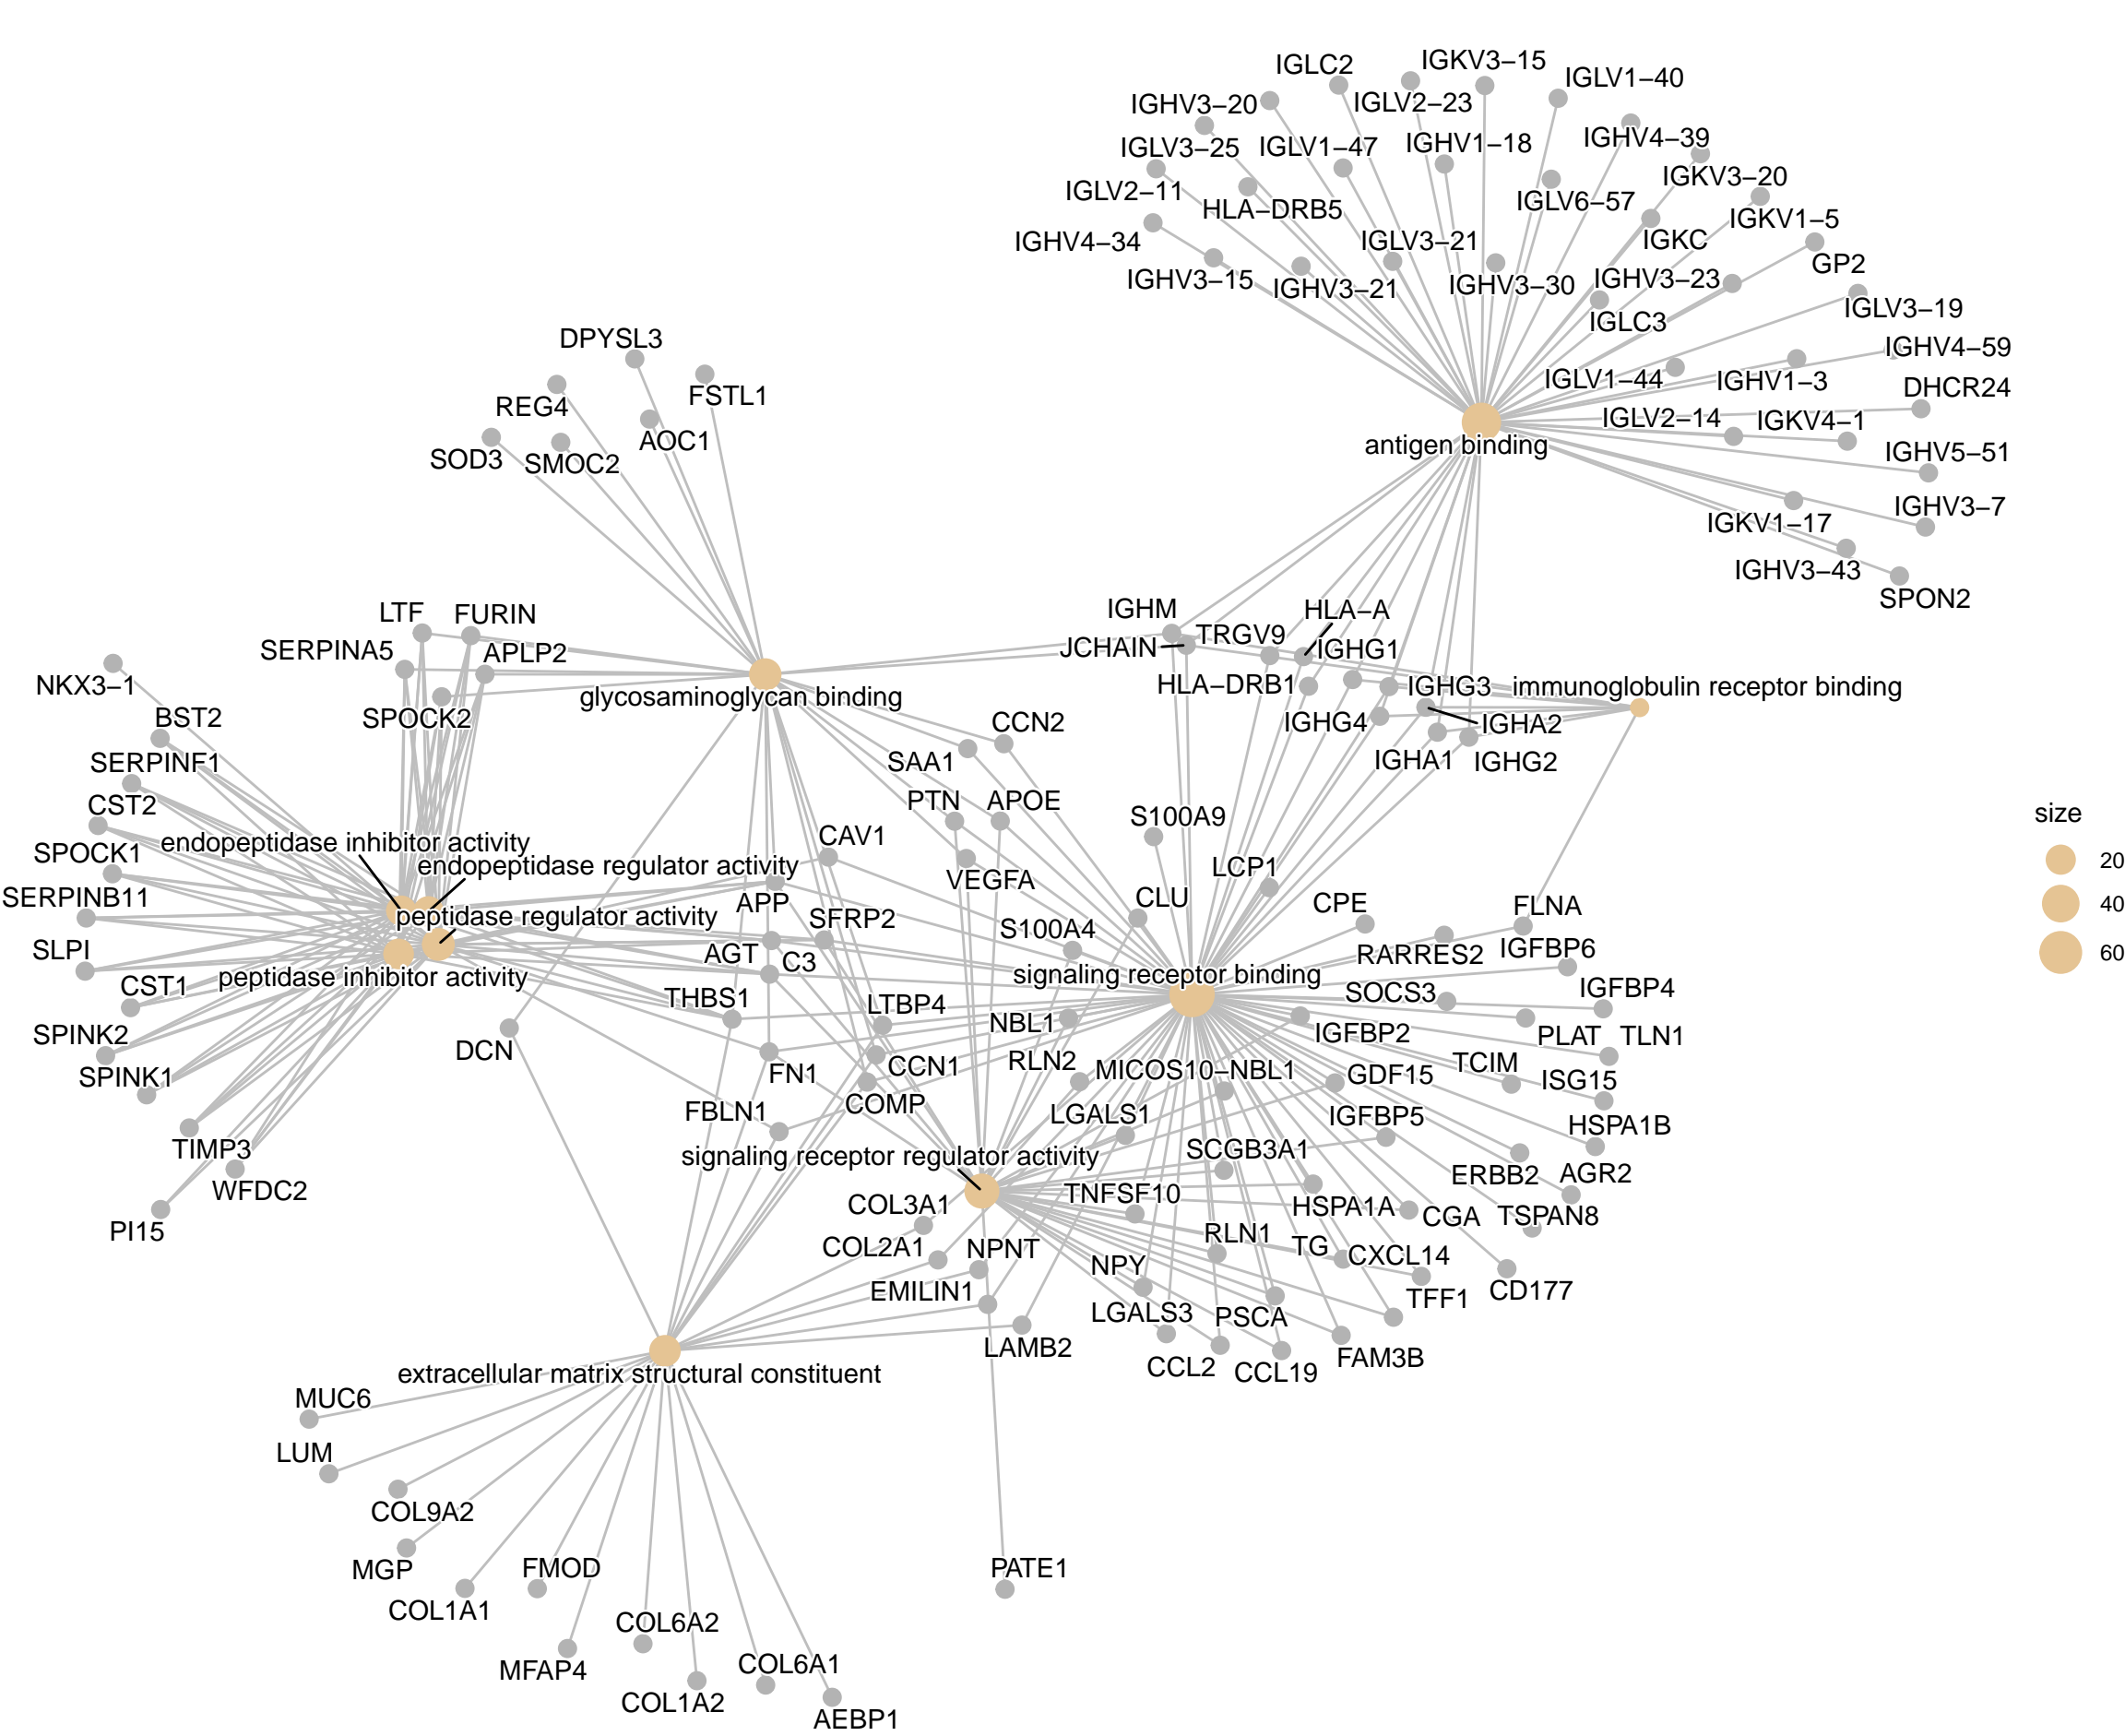 IGLC2
IGKV3−15
IGLV1−40
IGHV3−20
IGLV2−23
IGHV4−39
IGLV3−25
IGLV1−47
IGHV1−18
IGKV3−20
IGLV2−11
HLA−DRB5
IGLV6−57
IGKV1−5
IGHV4−34
IGLV3−21
IGKC
GP2
IGHV3−15
IGHV3−21
IGHV3−30
IGHV3−23
IGLV3−19
IGLC3
IGHV4−59
IGLV1−44
IGHV1−3
DHCR24
IGLV2−14
IGKV4−1
antigen binding
IGHV5−51
IGKV1−17
IGHV3−7
IGHV3−43
SPON2
DPYSL3
FSTL1
REG4
AOC1
SOD3
SMOC2
LTF
FURIN
SERPINA5
APLP2
NKX3−1
SPOCK2
glycosaminoglycan binding
IGHM
HLA−A
JCHAIN
TRGV9
IGHG1
HLA−DRB1
IGHG3
immunoglobulin receptor binding
IGHG4
IGHA2
IGHA1
IGHG2
BST2
SERPINF1
CST2
SPOCK1
SERPINB11
SLPI
CST1
SPINK2
SPINK1
TIMP3
WFDC2
PI15
endopeptidase inhibitor activity
endopeptidase regulator activity
peptidase regulator activity
peptidase inhibitor activity
CCN2
SAA1
PTN
APOE
CAV1
VEGFA
APP
SFRP2
AGT
C3
THBS1
LTBP4
DCN
FN1
CCN1
COMP
FBLN1
S100A9
LCP1
CLU
S100A4
CPE
FLNA
RARRES2
IGFBP6
signaling receptor binding
SOCS3
IGFBP4
NBL1
IGFBP2
PLAT
TLN1
RLN2
MICOS10−NBL1
GDF15
TCIM
ISG15
LGALS1
IGFBP5
HSPA1B
signaling receptor regulator activity
SCGB3A1
ERBB2
AGR2
COL3A1
TNFSF10
HSPA1A
CGA
TSPAN8
COL2A1
NPNT
RLN1
TG
CXCL14
EMILIN1
NPY
TFF1
CD177
LGALS3
PSCA
LAMB2
CCL2
CCL19
FAM3B
extracellular matrix structural constituent
MUC6
LUM
COL9A2
MGP
FMOD
COL1A1
PATE1
COL6A2
MFAP4
COL6A1
COL1A2
AEBP1
size
20
40
60